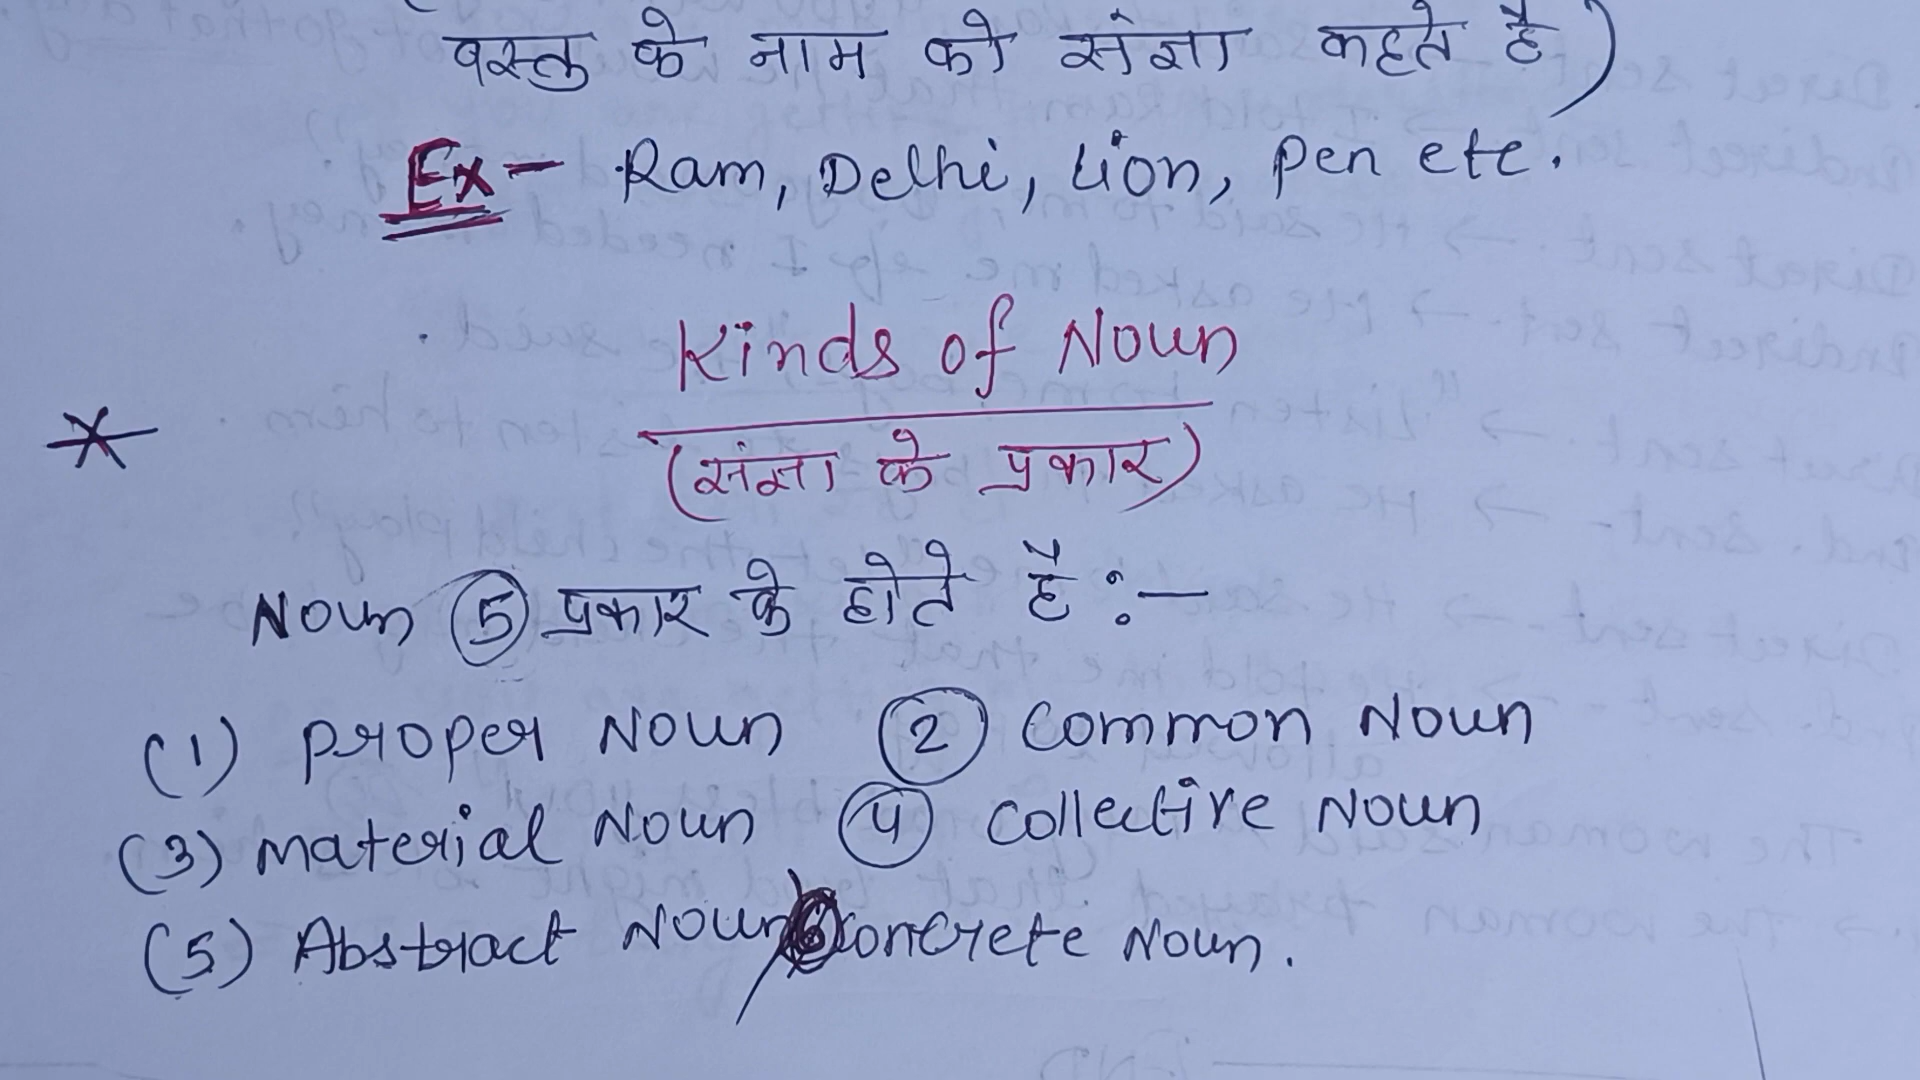 वस्तु के नाम को संज्ञा कहते है)
Ex- Ram, Delhi, Lion, Pen etc.
Kinds of Noun
(संज्ञा के प्रकार)
Noun 5 प्रकार के होते है :-
(1) Proper Noun 2 Common Noun
(3) Material Noun 4 Collective Noun
(5) Abstract Noun / Concrete Noun.